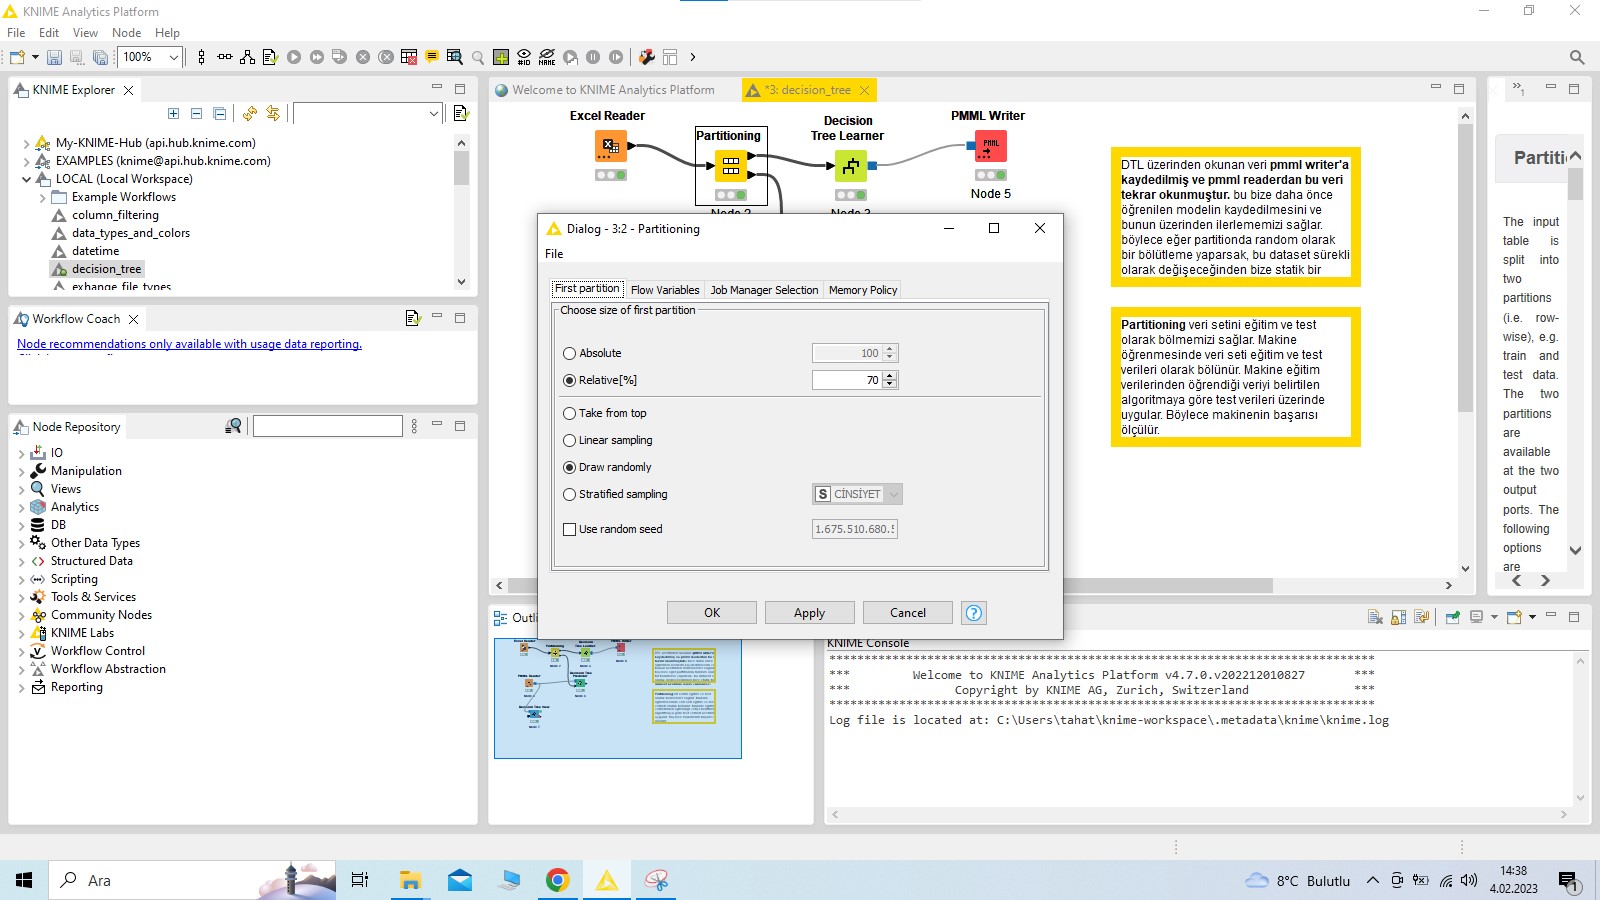 KNIME Analytics Platform
File Edit View Node Help
100%
KNIME Explorer
My-KNIME-Hub (api.hub.knime.com)
EXAMPLES (knime@api.hub.knime.com)
LOCAL (Local Workspace)
Example Workflows
column_filtering
data_types_and_colors
datetime
decision_tree
exhange_file_types
Workflow Coach
Node recommendations only available with usage data reporting.
Node Repository
IO
Manipulation
Views
Analytics
DB
Other Data Types
Structured Data
Scripting
Tools & Services
Community Nodes
KNIME Labs
Workflow Control
Workflow Abstraction
Reporting
Welcome to KNIME Analytics Platform
*3: decision_tree
Excel Reader
Partitioning
Node 2
Decision
Tree Learner
Node 3
PMML Writer
PMML
Node 5
DTL üzerinden okunan veri pmml writer'a
kaydedilmiş ve pmml readerdan bu veri
tekrar okunmuştur. bu bize daha önce
öğrenilen modelin kaydedilmesini ve
bunun üzerinden ilerlememizi sağlar.
böylece eğer partitionda random olarak
bir bölütleme yaparsak, bu dataset sürekli
olarak değişeceğinden bize statik bir
Partitioning veri setini eğitim ve test
olarak bölmemizi sağlar. Makine
öğrenmesinde veri seti eğitim ve test
verileri olarak bölünür. Makine eğitim
verilerinden öğrendiği veriyi belirtilen
algoritmaya göre test verileri üzerinde
uygular. Böylece makinenin başarısı
ölçülür.
Dialog - 3:2 - Partitioning
File
First partition Flow Variables Job Manager Selection Memory Policy
Choose size of first partition
Absolute 100
Relative[%] 70
Take from top
Linear sampling
Draw randomly
Stratified sampling S CİNSİYET
Use random seed 1.675.510.680.
OK Apply Cancel
Partiti
The input
table is
split into
two
partitions
(i.e. row-
wise), e.g.
train and
test data.
The two
partitions
are
available
at the two
output
ports. The
following
options
are
Outli
KNIME Console
********************************************************************************
*** Welcome to KNIME Analytics Platform v4.7.0.v202212010827 ***
*** Copyright by KNIME AG, Zurich, Switzerland ***
********************************************************************************
Log file is located at: C:\Users\tahat\knime-workspace\.metadata\knime\knime.log
Ara
8°C Bulutlu
14:38
4.02.2023
1